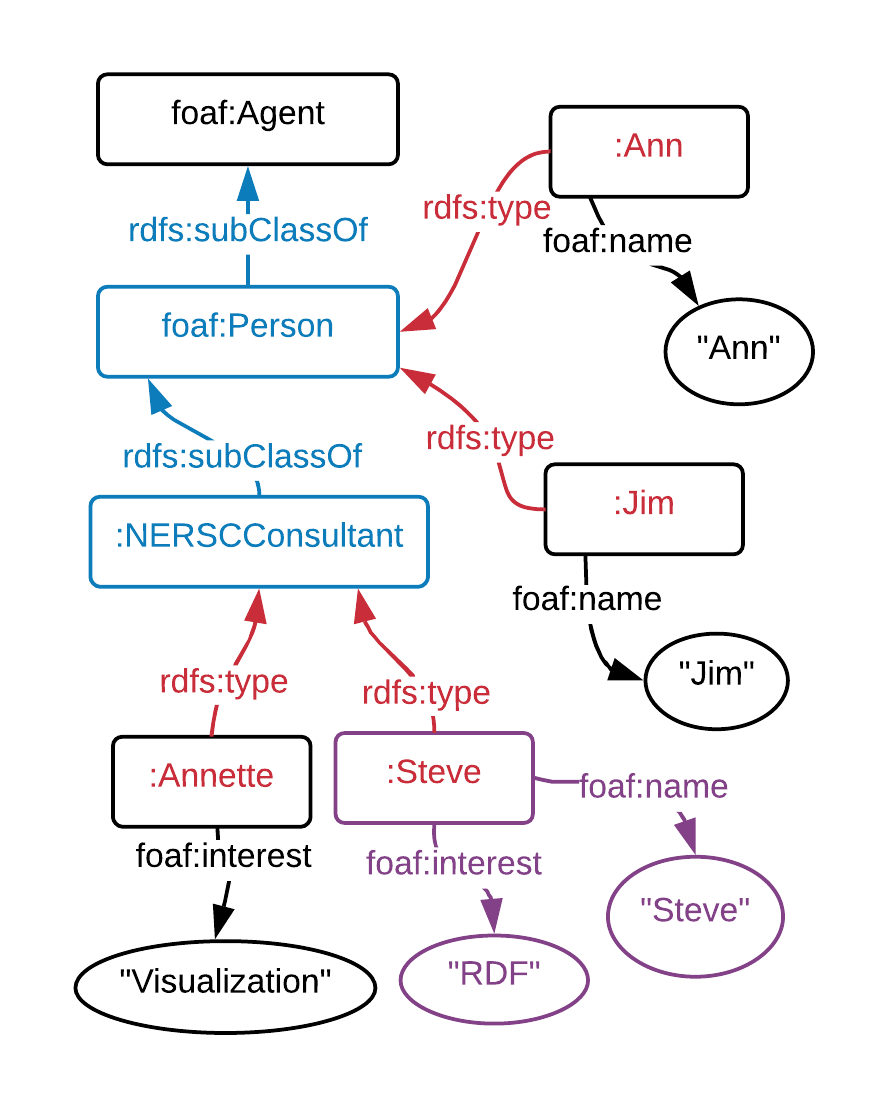 foaf:Agent
:Ann
rdfs:type
rdfs:subClassOf
foaf:name
foaf:Person
"Ann"
rdfs:type
rdfs:subClassOf
:Jim
:NERSCConsultant
foaf:name
"Jim"
rdfs:type
rdfs:type
:Annette
:Steve
foaf:name
foaf:interest
foaf:interest
"Steve"
"Visualization"
"RDF"